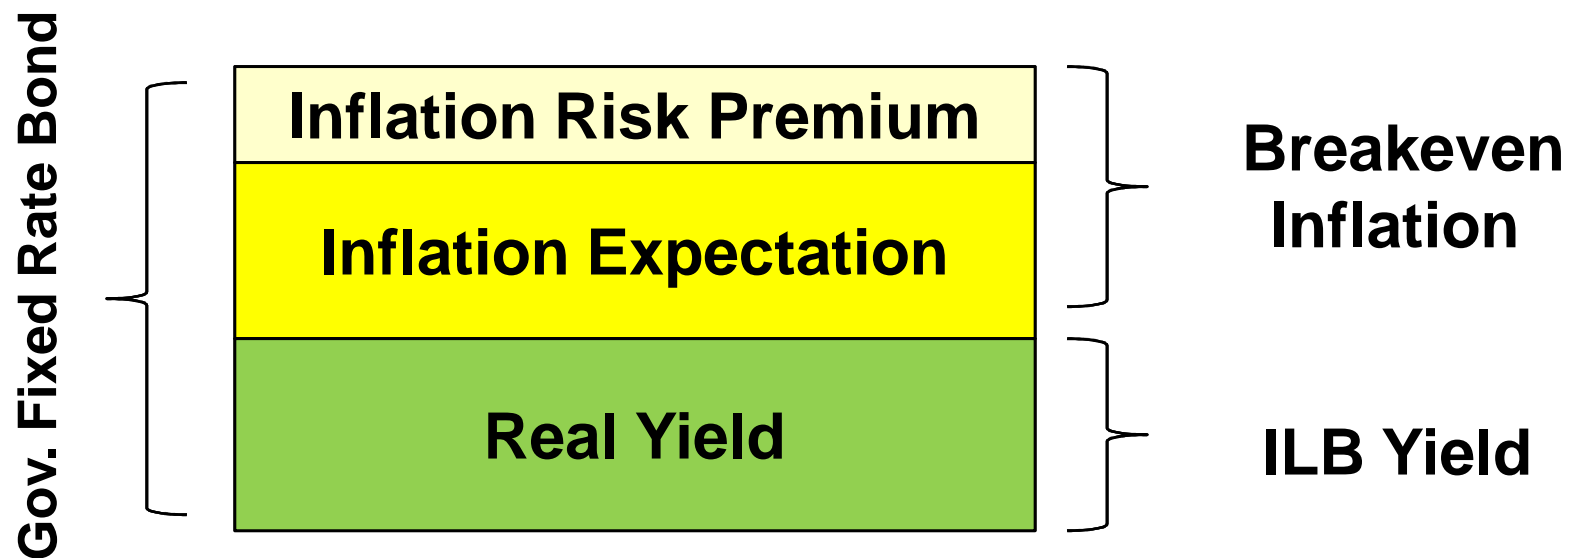 Gov. Fixed Rate Bond
Inflation Risk Premium
Inflation Expectation
Real Yield
Breakeven
Inflation
ILB Yield